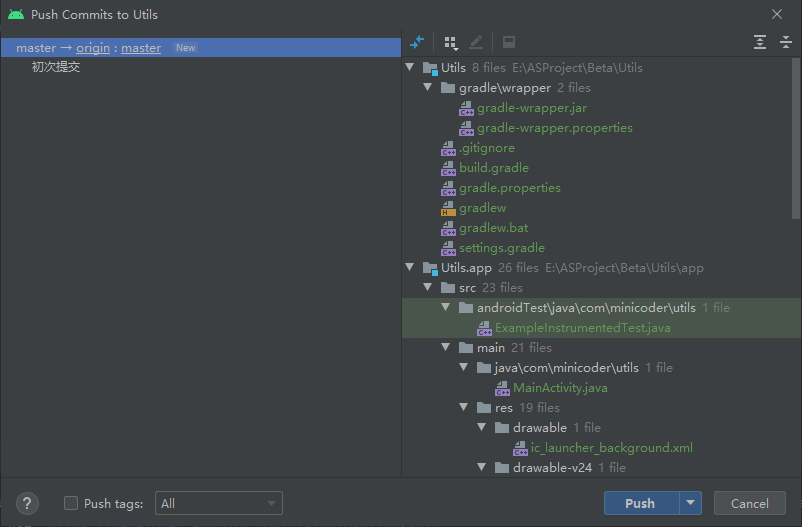 Push Commits to Utils
master → origin : master New
初次提交
Utils 8 files E:\ASProject\Beta\Utils
gradle\wrapper 2 files
gradle-wrapper.jar
gradle-wrapper.properties
.gitignore
build.gradle
gradle.properties
gradlew
gradlew.bat
settings.gradle
Utils.app 26 files E:\ASProject\Beta\Utils\app
src 23 files
androidTest\java\com\minicoder\utils 1 file
ExampleInstrumentedTest.java
main 21 files
java\com\minicoder\utils 1 file
MainActivity.java
res 19 files
drawable 1 file
ic_launcher_background.xml
drawable-v24 1 file
? Push tags: All Push Cancel